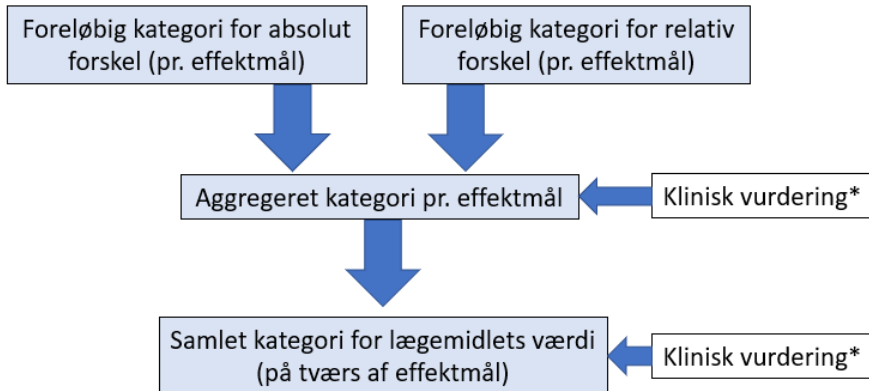 Foreløbig kategori for absolut
forskel (pr. effektmål)
Foreløbig kategori for relativ
forskel (pr. effektmål)
Aggregeret kategori pr. effektmål
Klinisk vurdering*
Samlet kategori for lægemidlets værdi
(på tværs af effektmål)
Klinisk vurdering*